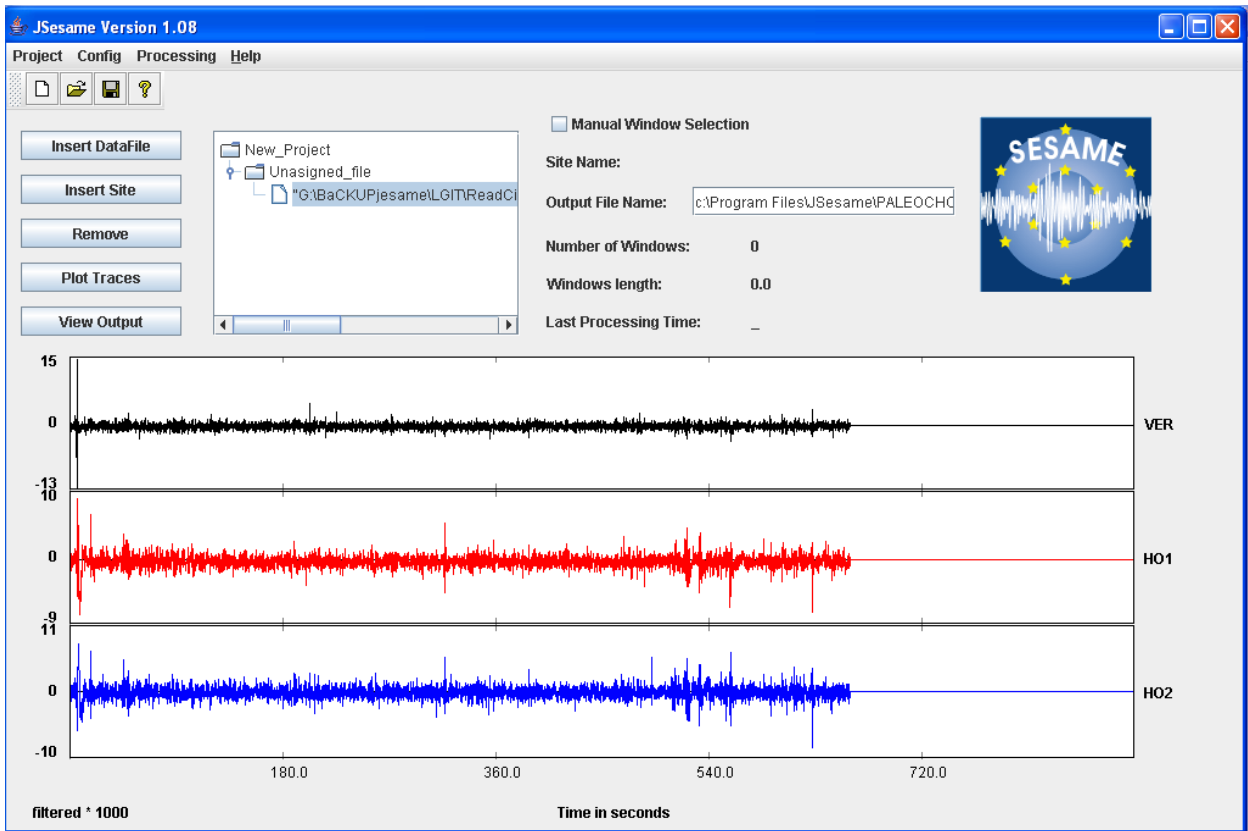 JSesame Version 1.08
Project Config Processing Help
Insert DataFile
Insert Site
Remove
Plot Traces
View Output
New_Project
Unasigned_file
"G:\BaCKUPjesame\LGIT\ReadCi
Manual Window Selection
Site Name:
Output File Name: c:\Program Files\JSesame\PALEOCHO
Number of Windows: 0
Windows length: 0.0
Last Processing Time: _
SESAME
15
0
-13
VER
10
0
-9
HO1
11
0
-10
HO2
180.0 360.0 540.0 720.0
filtered * 1000 Time in seconds